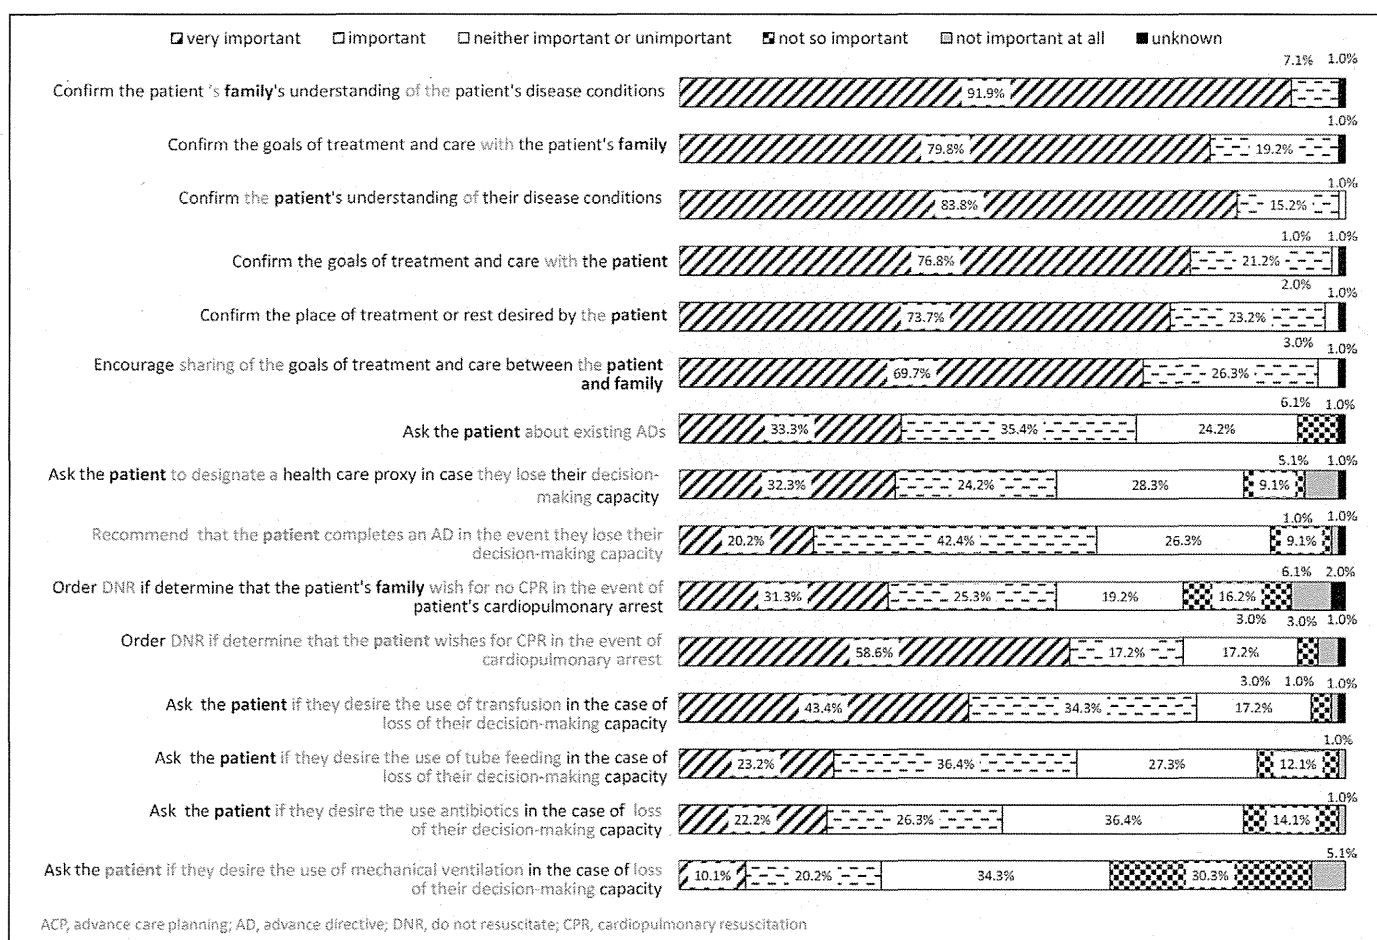 very important important neither important or unimportant not so important not important at all unknown
7.1% 1.0%
Confirm the patient 's family's understanding of the patient's disease conditions 91.9%
1.0%
Confirm the goals of treatment and care with the patient's family 79.8% 19.2%
1.0%
Confirm the patient's understanding of their disease conditions 83.8% 15.2%
1.0% 1.0%
Confirm the goals of treatment and care with the patient 76.8% 21.2%
2.0% 1.0%
Confirm the place of treatment or rest desired by the patient 73.7% 23.2%
3.0% 1.0%
Encourage sharing of the goals of treatment and care between the patient
and family 69.7% 26.3%
6.1% 1.0%
Ask the patient about existing ADs 33.3% 35.4% 24.2%
5.1% 1.0%
Ask the patient to designate a health care proxy in case they lose their decision-
making capacity 32.3% 24.2% 28.3% 9.1%
1.0% 1.0%
Recommend that the patient completes an AD in the event they lose their
decision-making capacity 20.2% 42.4% 26.3% 9.1%
6.1% 2.0%
Order DNR if determine that the patient's family wish for no CPR in the event of
patient's cardiopulmonary arrest 31.3% 25.3% 19.2% 16.2%
3.0% 3.0% 1.0%
Order DNR if determine that the patient wishes for CPR in the event of
cardiopulmonary arrest 58.6% 17.2% 17.2%
3.0% 1.0% 1.0%
Ask the patient if they desire the use of transfusion in the case of
loss of their decision-making capacity 43.4% 34.3% 17.2%
1.0%
Ask the patient if they desire the use of tube feeding in the case of
loss of their decision-making capacity 23.2% 36.4% 27.3% 12.1%
1.0%
Ask the patient if they desire the use antibiotics in the case of loss
of their decision-making capacity 22.2% 26.3% 36.4% 14.1%
5.1%
Ask the patient if they desire the use of mechanical ventilation in the case of loss
of their decision-making capacity 10.1% 20.2% 34.3% 30.3%
ACP, advance care planning; AD, advance directive; DNR, do not resuscitate; CPR, cardiopulmonary resuscitation